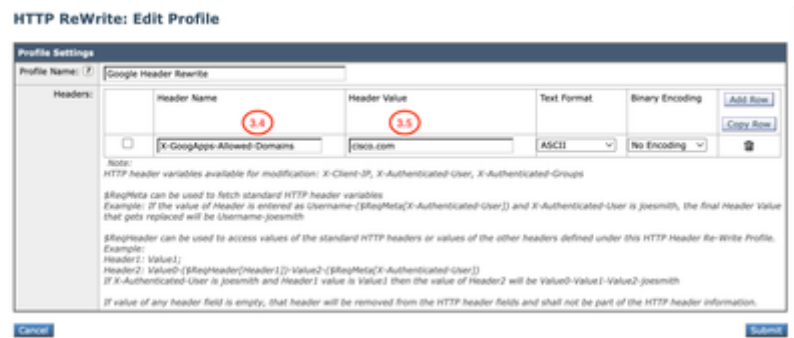 HTTP ReWrite: Edit Profile
Profile Settings
Profile Name: ? Google Header Rewrite
Headers: Header Name Header Value Text Format Binary Encoding Add Row
3.4 3.5 Copy Row
X-GoogApps-Allowed-Domains cisco.com ASCII No Encoding
Note:
HTTP header variables available for modification: X-Client-IP, X-Authenticated-User, X-Authenticated-Groups
$ReqMeta can be used to fetch standard HTTP header variables
Example: If the value of Header is entered as Username-($ReqMeta[X-Authenticated-User]) and X-Authenticated-User is joesmith, the final Header Value
that gets replaced will be Username-joesmith
$ReqHeader can be used to access values of the standard HTTP headers or values of the other headers defined under this HTTP Header Re-Write Profile.
Example:
Header1: Value1;
Header2: Value0-($ReqHeader[Header1])-Value2-($ReqMeta[X-Authenticated-User])
If X-Authenticated-User is joesmith and Header1 value is Value1 then the value of Header2 will be Value0-Value1-Value2-joesmith
If value of any header field is empty, that header will be removed from the HTTP header fields and shall not be part of the HTTP header information.
Cancel Submit